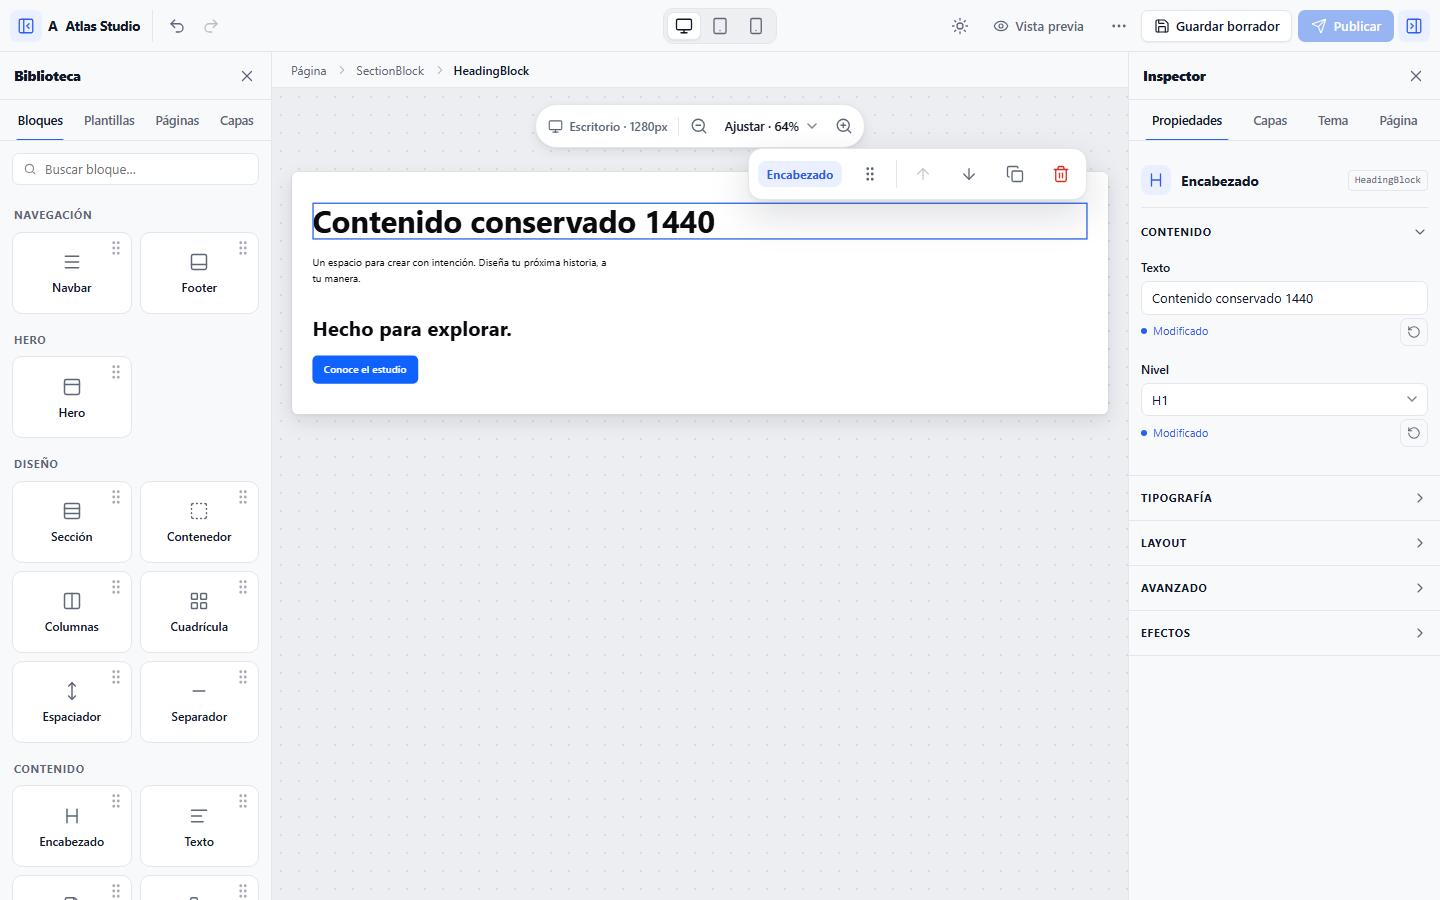 A Atlas Studio
Vista previa
Guardar borrador
Publicar
Biblioteca
Bloques Plantillas Páginas Capas
Buscar bloque...
NAVEGACIÓN
Navbar
Footer
HERO
Hero
DISEÑO
Sección
Contenedor
Columnas
Cuadrícula
Espaciador
Separador
CONTENIDO
Encabezado
Texto
Página SectionBlock HeadingBlock
Escritorio · 1280px
Ajustar · 64%
Encabezado
Contenido conservado 1440
Un espacio para crear con intención. Diseña tu próxima historia, a
tu manera.
Hecho para explorar.
Conoce el estudio
Inspector
Propiedades Capas Tema Página
H Encabezado HeadingBlock
CONTENIDO
Texto
Contenido conservado 1440
Modificado
Nivel
H1
Modificado
TIPOGRAFÍA
LAYOUT
AVANZADO
EFECTOS